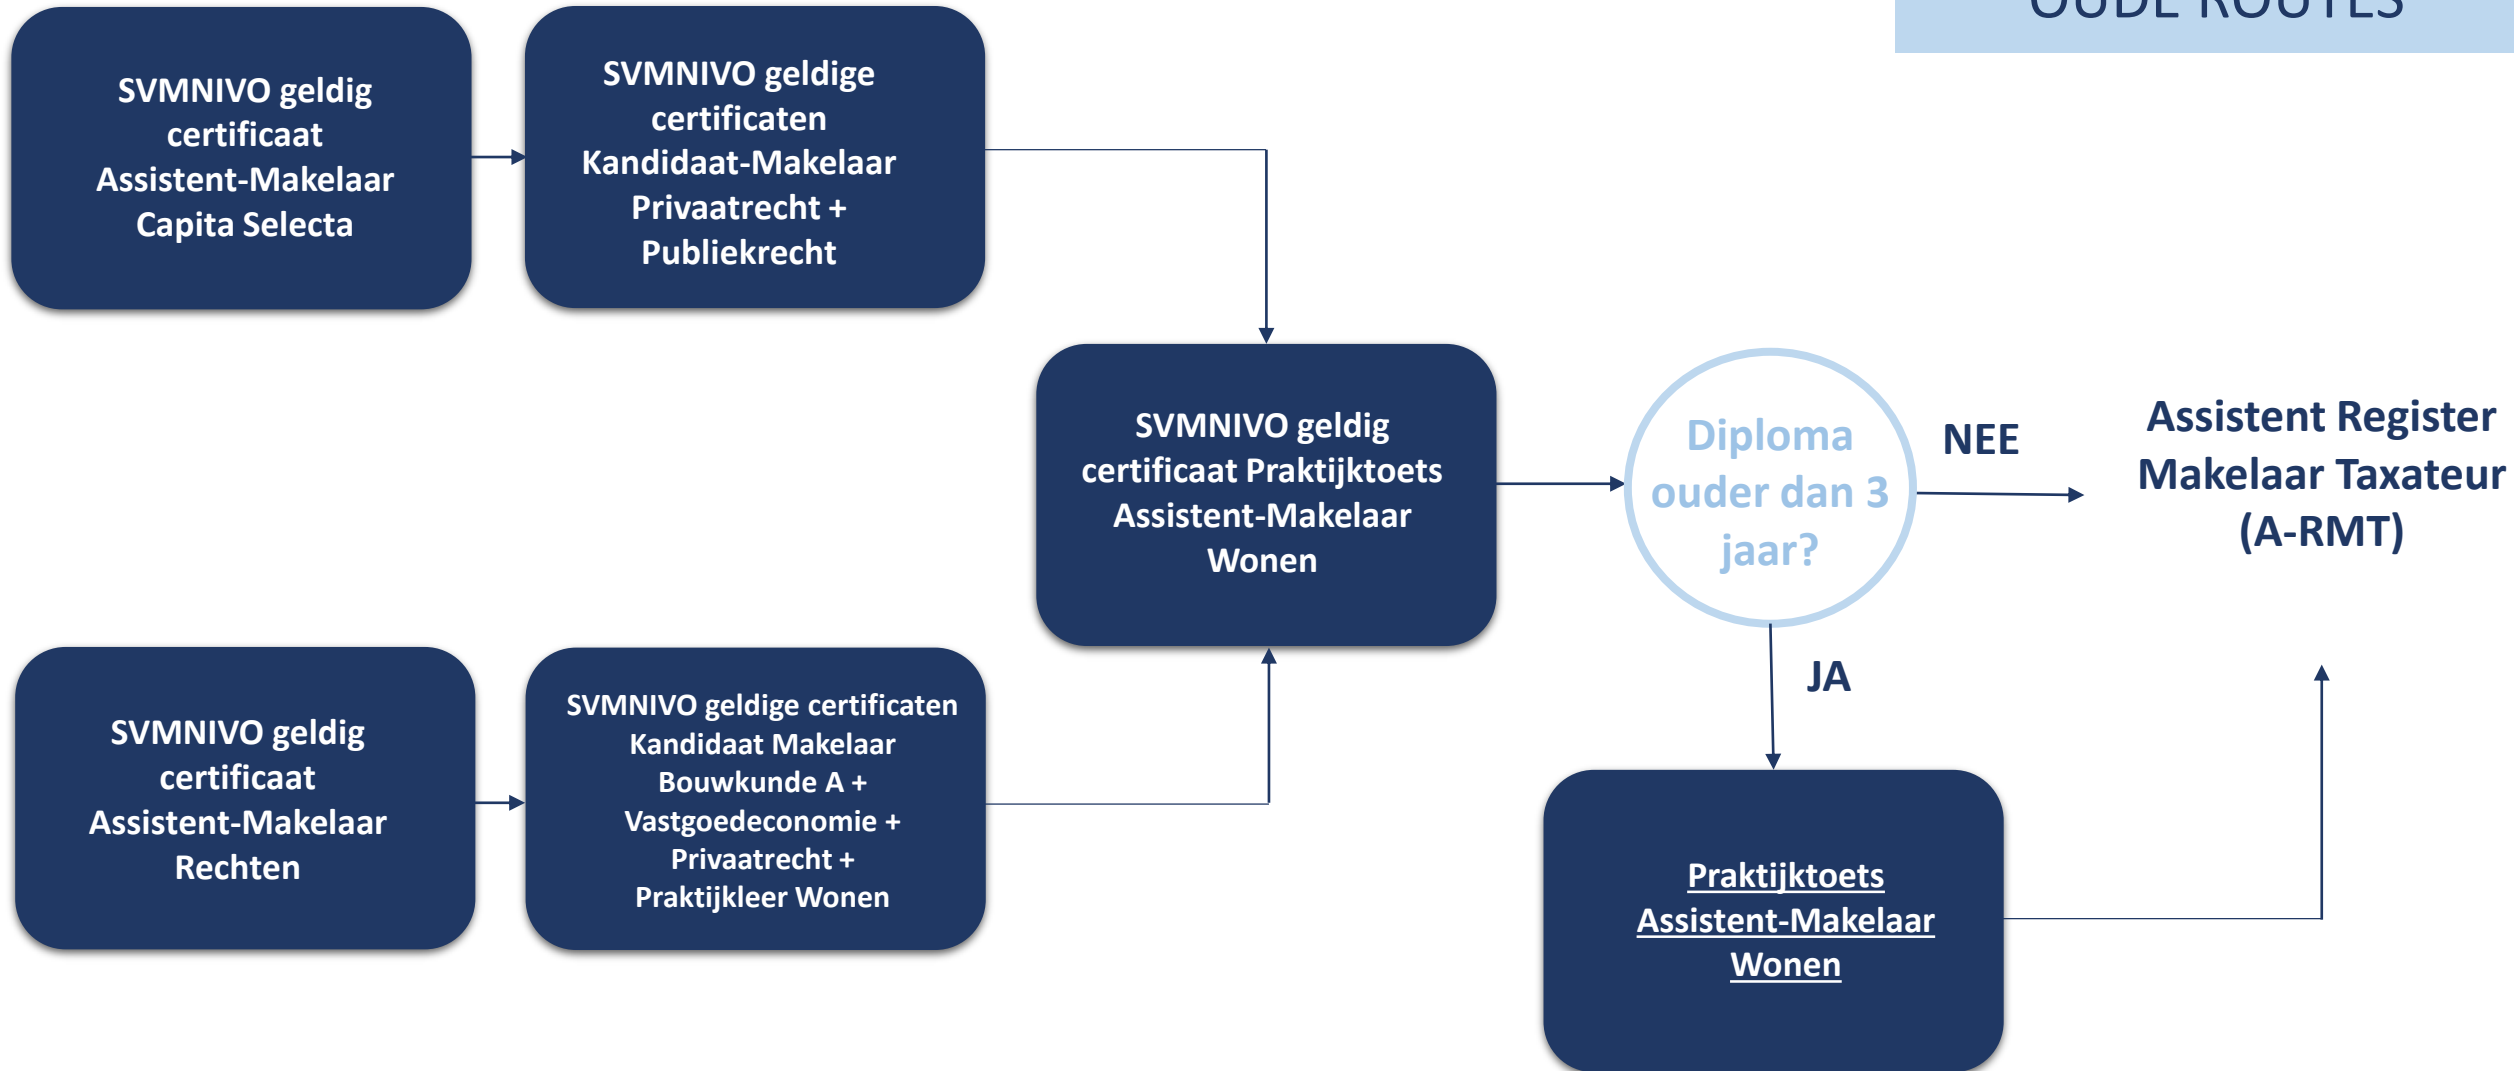 OUDE ROUTES
SVMNIVO geldig
certificaat
Assistent-Makelaar
Capita Selecta
SVMNIVO geldige
certificaten
Kandidaat-Makelaar
Privaatrecht +
Publiekrecht
SVMNIVO geldig
certificaat Praktijktoets
Assistent-Makelaar
Wonen
Diploma
ouder dan 3
jaar?
NEE
Assistent Register
Makelaar Taxateur
(A-RMT)
JA
SVMNIVO geldig
certificaat
Assistent-Makelaar
Rechten
SVMNIVO geldige certificaten
Kandidaat Makelaar
Bouwkunde A +
Vastgoedeconomie +
Privaatrecht +
Praktijkleer Wonen
Praktijktoets
Assistent-Makelaar
Wonen